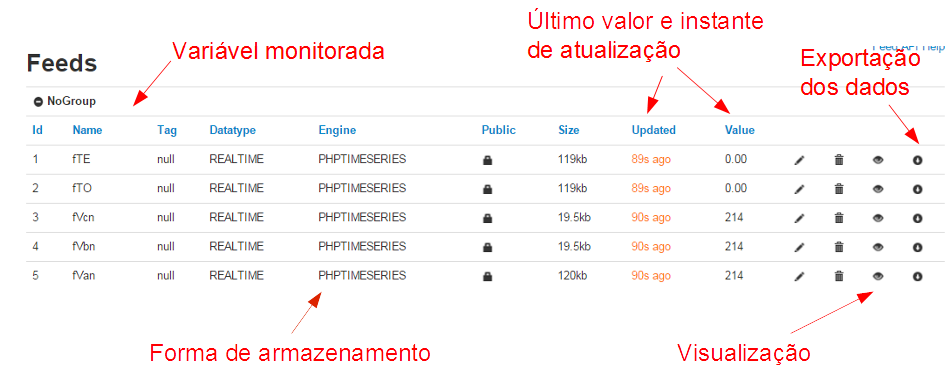 Último valor e instante
de atualização
Variável monitorada
Feed API Help
Exportação
dos dados
Feeds
NoGroup
Id Name Tag Datatype Engine Public Size Updated Value
1 fTE null REALTIME PHPTIMESERIES 119kb 89s ago 0.00
2 fTO null REALTIME PHPTIMESERIES 119kb 89s ago 0.00
3 fVcn null REALTIME PHPTIMESERIES 19.5kb 90s ago 214
4 fVbn null REALTIME PHPTIMESERIES 19.5kb 90s ago 214
5 fVan null REALTIME PHPTIMESERIES 120kb 90s ago 214
Forma de armazenamento
Visualização